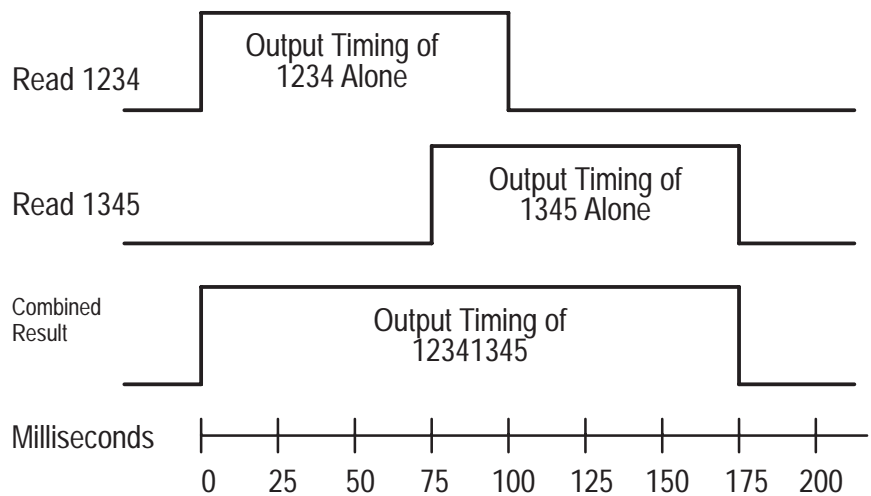 Read 1234
Output Timing of
1234 Alone
Read 1345
Output Timing of
1345 Alone
Combined
Result
Output Timing of
12341345
Milliseconds
0 25 50 75 100 125 150 175 200